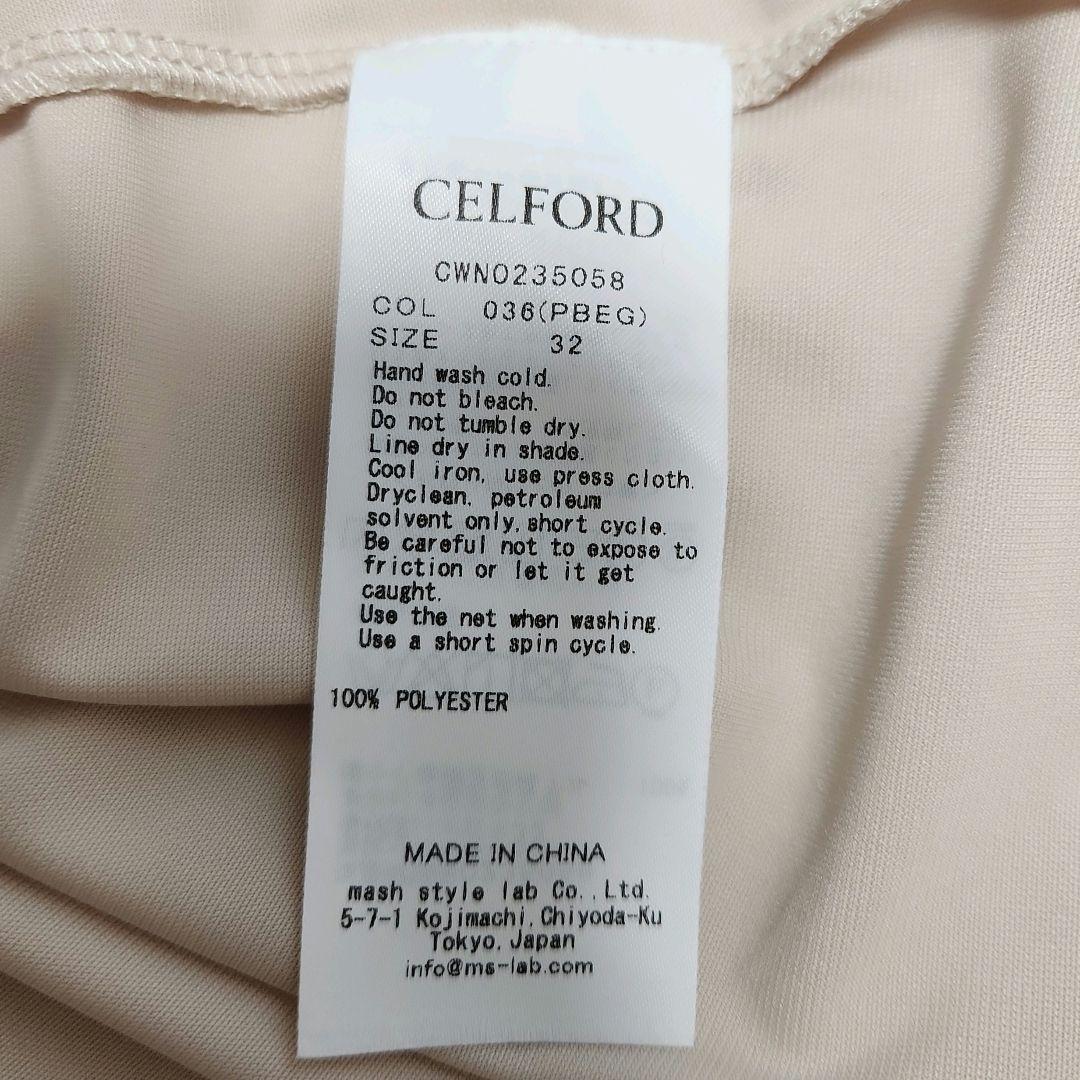 CELFORD
CWNO235058
COL 036(PBEG)
SIZE 32
Hand wash cold.
Do not bleach.
Do not tumble dry.
Line dry in shade.
Cool iron, use press cloth.
Dryclean, petroleum
solvent only,short cycle.
Be careful not to expose to
friction or let it get
caught.
Use the net when washing.
Use a short spin cycle.
100% POLYESTER
MADE IN CHINA
mash style lab Co.,Ltd.
5-7-1 Kojimachi,Chiyoda-Ku
Tokyo,Japan
info@ms-lab.com